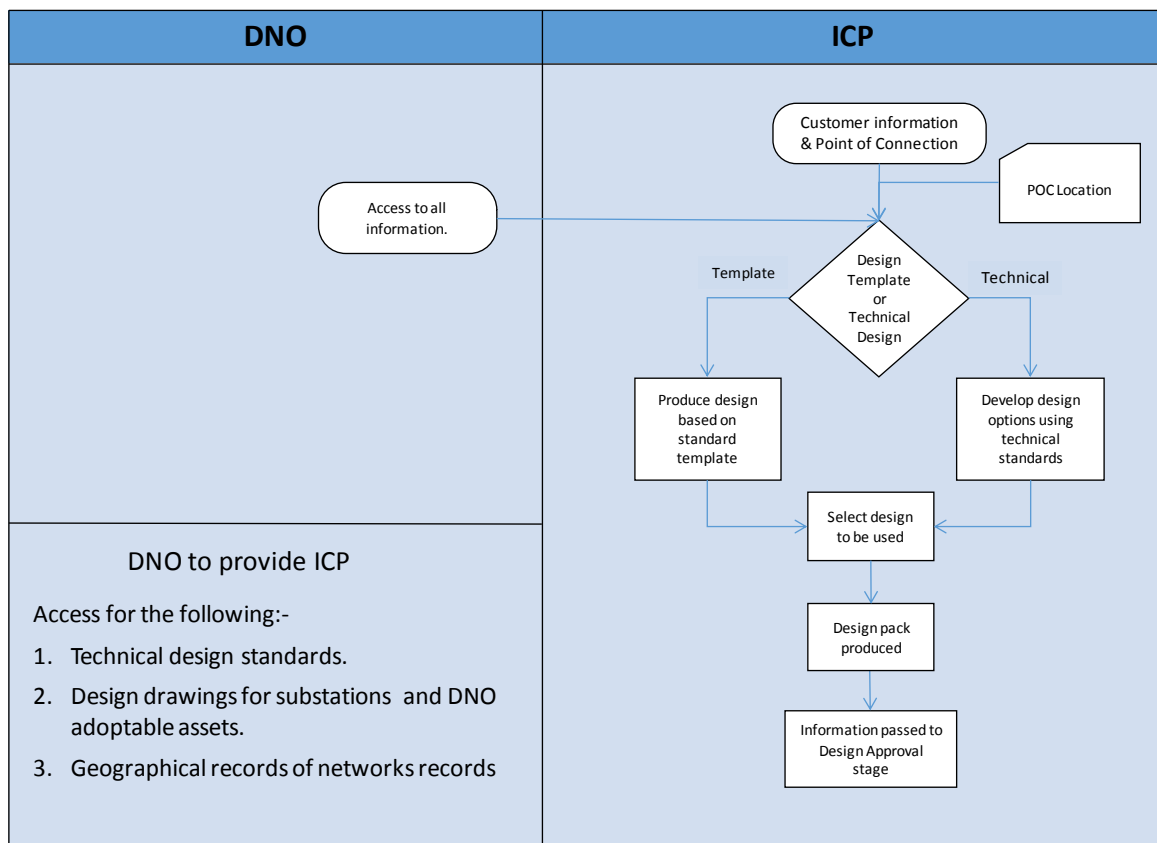 DNO
ICP
Customer information
& Point of Connection
POC Location
Access to all
information.
Design
Template
or
Technical
Design
Template
Technical
Produce design
based on
standard
template
Develop design
options using
technical
standards
Select design
to be used
Design pack
produced
Information passed to
Design Approval
stage
DNO to provide ICP
Access for the following:-
1. Technical design standards.
2. Design drawings for substations and DNO
adoptable assets.
3. Geographical records of networks records